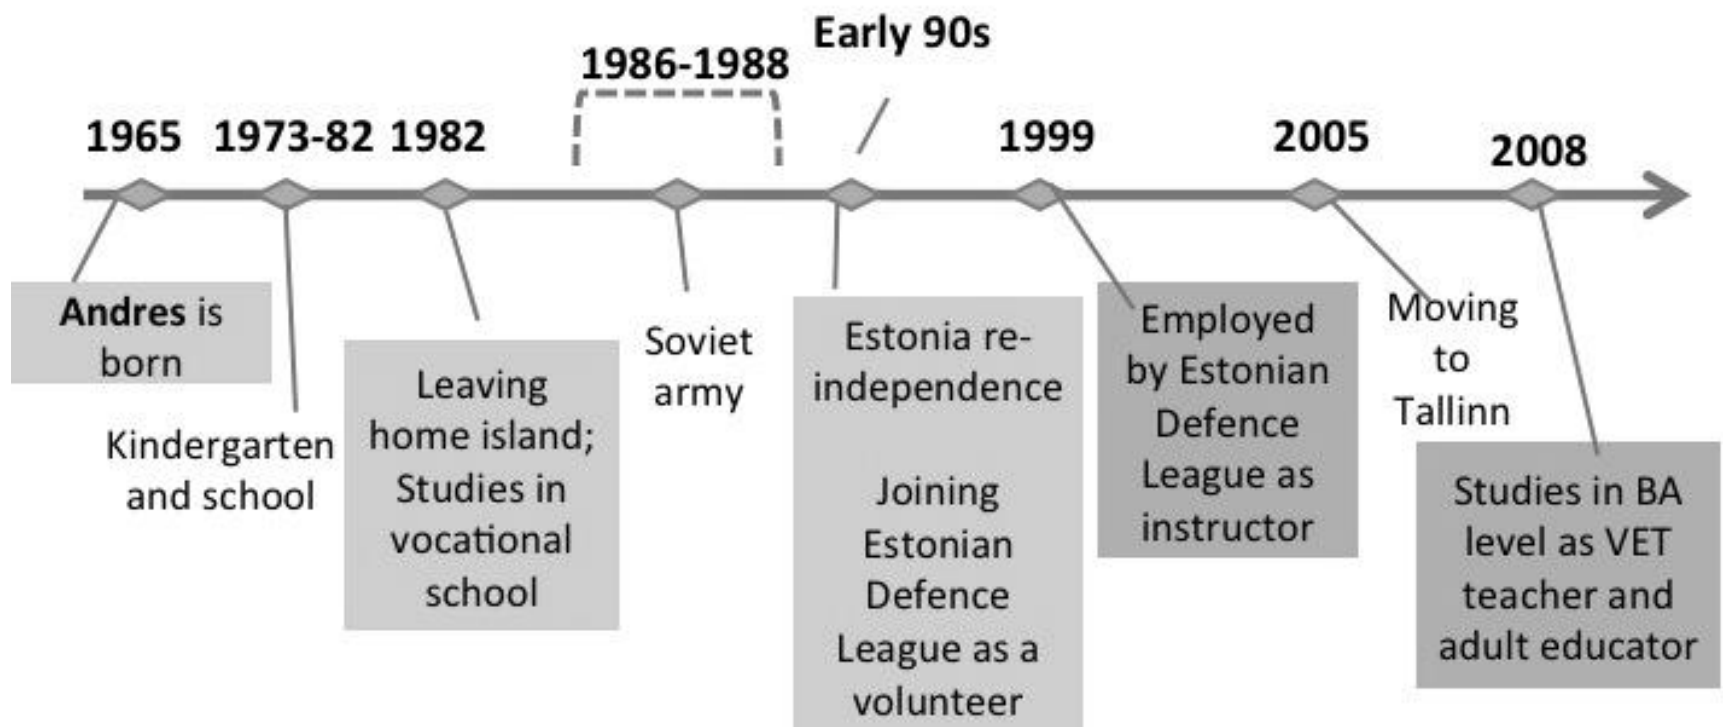 Early 90s
1986-1988
1965
1973-82
1982
1999
2005
2008
Andres is
born
Kindergarten
and school
Leaving
home island;
Studies in
vocational
school
Soviet
army
Estonia re-
independence
Joining
Estonian
Defence
League as a
volunteer
Employed
by Estonian
Defence
League as
instructor
Moving
to
Tallinn
Studies in BA
level as VET
teacher and
adult educator